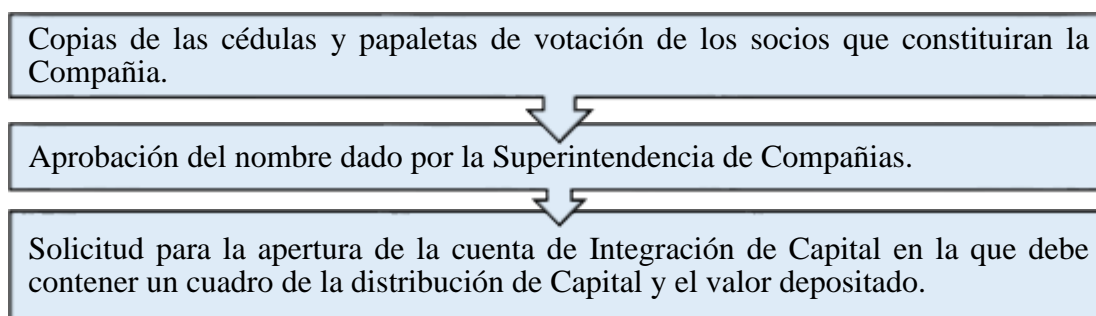 Copias de las cédulas y papaletas de votación de los socios que constituiran la
Compañia.
Aprobación del nombre dado por la Superintendencia de Compañias.
Solicitud para la apertura de la cuenta de Integración de Capital en la que debe
contener un cuadro de la distribución de Capital y el valor depositado.